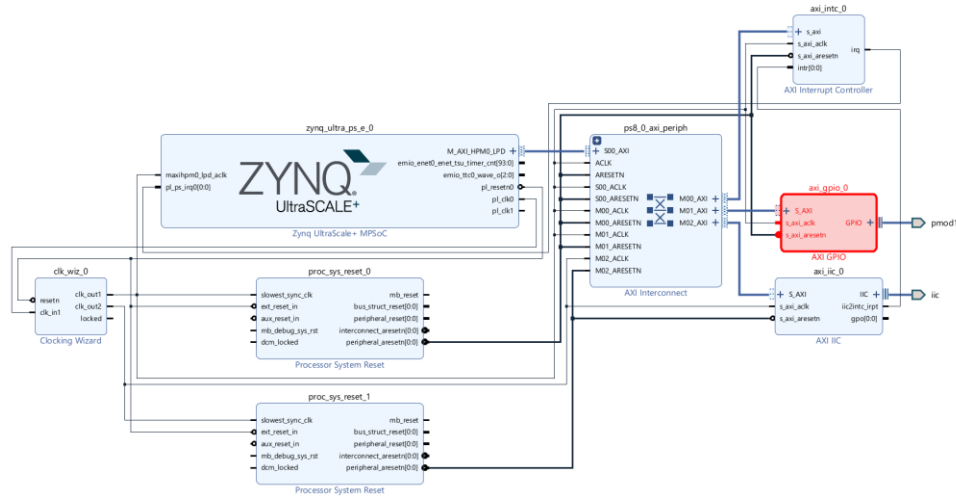 axi_intc_0
s_axi
s_axi_aclk
s_axi_aresetn
intr[0:0]
irq
AXI Interrupt Controller
zynq_ultra_ps_e_0
maxihpm0_lpd_aclk
pl_ps_irq0[0:0]
ZYNQ
UltraSCALE+
M_AXI_HPM0_LPD
emio_enet0_enet_tsu_timer_cnt[93:0]
emio_ttc0_wave_o[2:0]
pl_resetn0
pl_clk0
pl_clk1
Zynq UltraScale+ MPSoC
ps8_0_axi_periph
S00_AXI
ACLK
ARESETN
S00_ACLK
S00_ARESETN
M00_ACLK
M00_ARESETN
M01_ACLK
M01_ARESETN
M02_ACLK
M02_ARESETN
M00_AXI
M01_AXI
M02_AXI
AXI Interconnect
axi_gpio_0
S_AXI
s_axi_aclk
s_axi_aresetn
GPIO
AXI GPIO
pmod1
axi_iic_0
S_AXI
s_axi_aclk
s_axi_aresetn
IIC
iic2intc_irpt
gpo[0:0]
AXI IIC
iic
clk_wiz_0
resetn
clk_in1
clk_out1
clk_out2
locked
Clocking Wizard
proc_sys_reset_0
slowest_sync_clk
ext_reset_in
aux_reset_in
mb_debug_sys_rst
dcm_locked
mb_reset
bus_struct_reset[0:0]
peripheral_reset[0:0]
interconnect_aresetn[0:0]
peripheral_aresetn[0:0]
Processor System Reset
proc_sys_reset_1
slowest_sync_clk
ext_reset_in
aux_reset_in
mb_debug_sys_rst
dcm_locked
mb_reset
bus_struct_reset[0:0]
peripheral_reset[0:0]
interconnect_aresetn[0:0]
peripheral_aresetn[0:0]
Processor System Reset